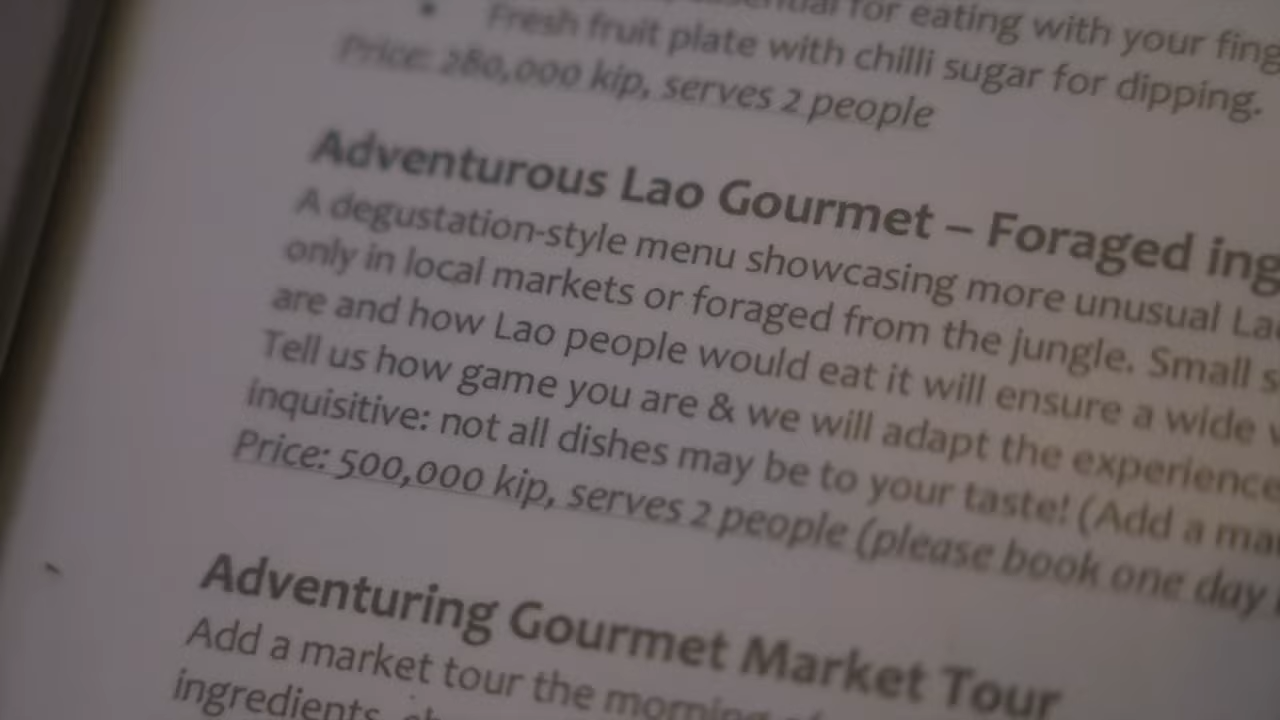 for eating with your fing
• Fresh fruit plate with chilli sugar for dipping.
Price: 280,000 kip, serves 2 people
Adventurous Lao Gourmet – Foraged ing
A degustation-style menu showcasing more unusual Lao
only in local markets or foraged from the jungle. Small s
are and how Lao people would eat it will ensure a wide v
Tell us how game you are & we will adapt the experience
inquisitive: not all dishes may be to your taste! (Add a mar
Price: 500,000 kip, serves 2 people (please book one day
Adventuring Gourmet Market Tour
Add a market tour the morning
ingredients,